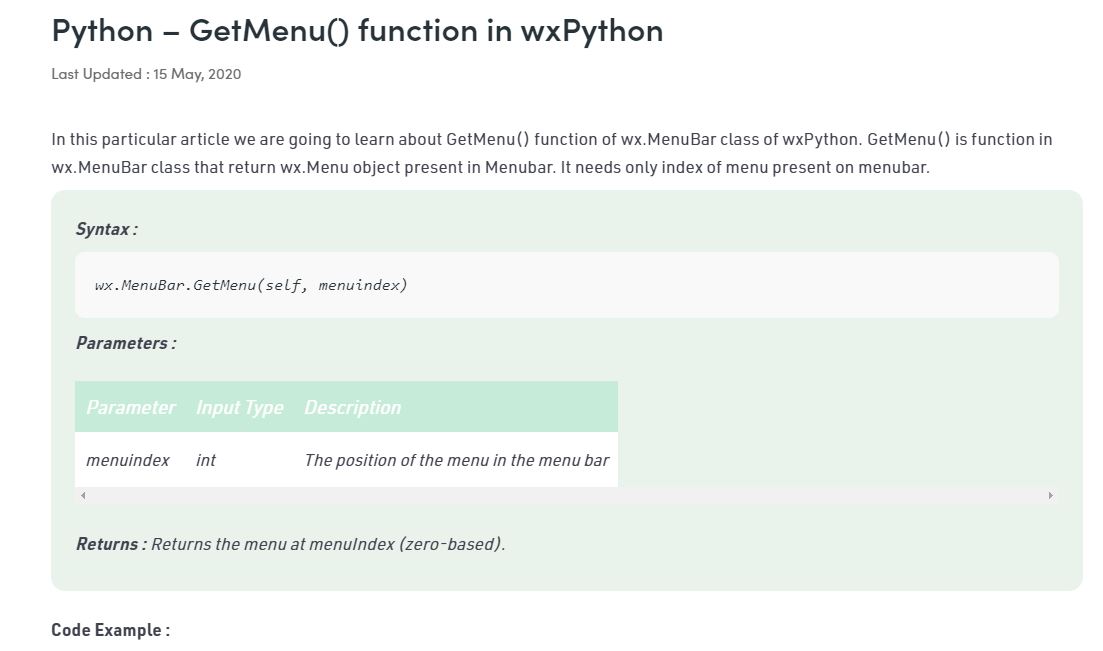 Python – GetMenu() function in wxPython
Last Updated : 15 May, 2020
In this particular article we are going to learn about GetMenu() function of wx.MenuBar class of wxPython. GetMenu() is function in
wx.MenuBar class that return wx.Menu object present in Menubar. It needs only index of menu present on menubar.
Syntax :
wx.MenuBar.GetMenu(self, menuindex)
Parameters :
Parameter Input Type Description
menuindex int The position of the menu in the menu bar
Returns : Returns the menu at menuIndex (zero-based).
Code Example :